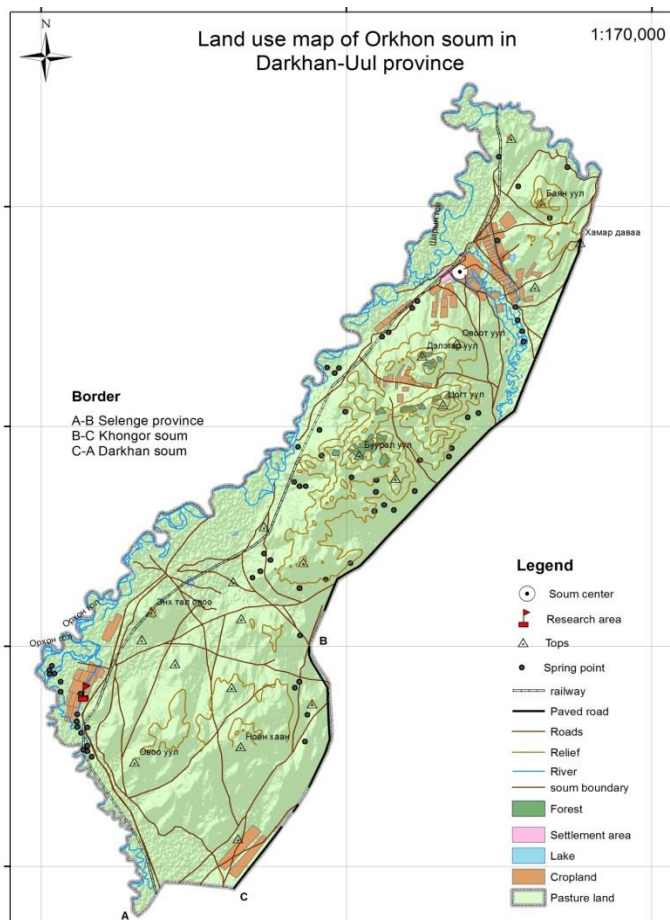 N
Land use map of Orkhon soum in
Darkhan-Uul province
1:170,000
Баян уул
Хамар даваа
Шарын гол
Овоот уул
Дэлэгэр уул
Цогт уул
Border
A-B Selenge province
B-C Khongor soum
C-A Darkhan soum
Буурал уул
Энх тал овоо
Орхон гол
Орхон гол
B
Ноён хаан
Овоо уул
A
C
Legend
Soum center
Research area
Tops
Spring point
railway
Paved road
Roads
Relief
River
soum boundary
Forest
Settlement area
Lake
Cropland
Pasture land